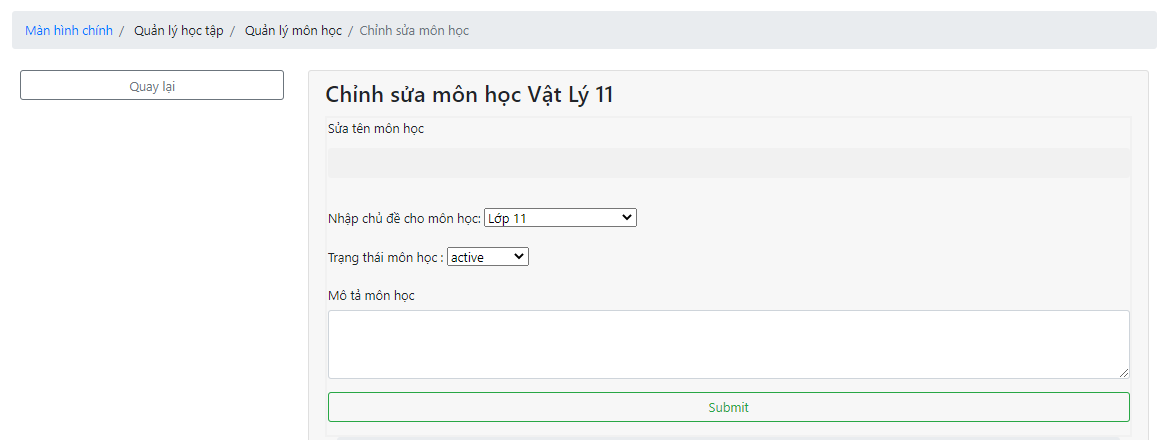 Màn hình chính / Quản lý học tập / Quản lý môn học / Chỉnh sửa môn học
Quay lại
Chỉnh sửa môn học Vật Lý 11
Sửa tên môn học
Nhập chủ đề cho môn học: Lớp 11
Trạng thái môn học : active
Mô tả môn học
Submit